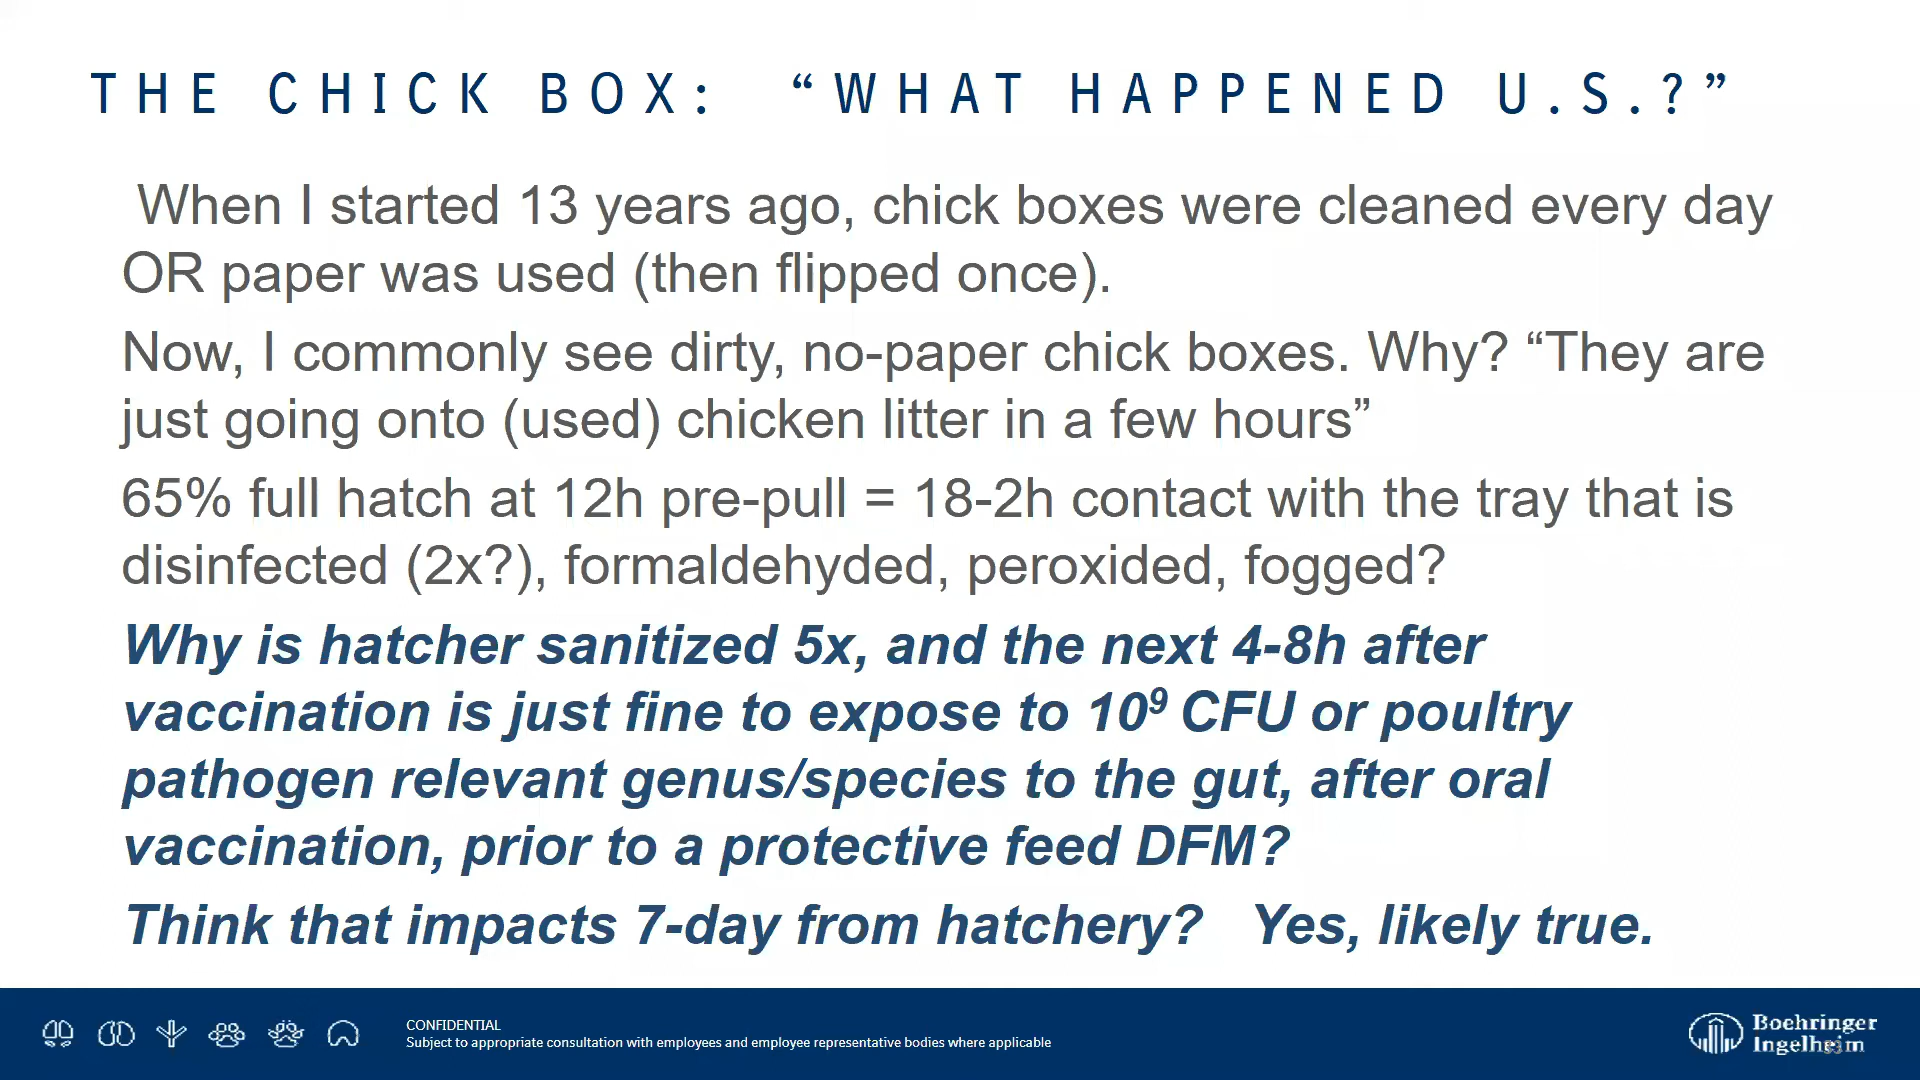 THE CHICK BOX: “WHAT HAPPENED U.S.?”
When I started 13 years ago, chick boxes were cleaned every day
OR paper was used (then flipped once).
Now, I commonly see dirty, no-paper chick boxes. Why? “They are
just going onto (used) chicken litter in a few hours”
65% full hatch at 12h pre-pull = 18-2h contact with the tray that is
disinfected (2x?), formaldehyded, peroxided, fogged?
Why is hatcher sanitized 5x, and the next 4-8h after
vaccination is just fine to expose to 10⁹ CFU or poultry
pathogen relevant genus/species to the gut, after oral
vaccination, prior to a protective feed DFM?
Think that impacts 7-day from hatchery? Yes, likely true.
CONFIDENTIAL
Subject to appropriate consultation with employees and employee representative bodies where applicable
Boehringer
Ingelheim
33